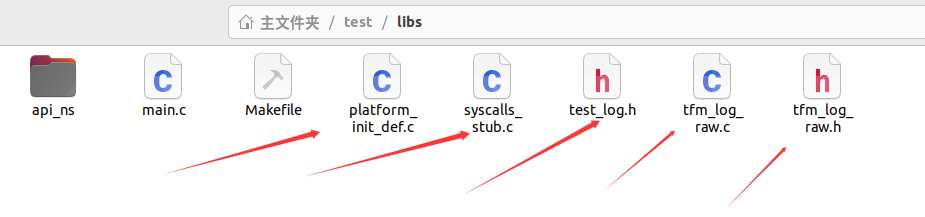 主文件夹 / test / libs
api_ns
main.c
Makefile
platform_
init_def.c
syscalls_
stub.c
test_log.h
tfm_log_
raw.c
tfm_log_
raw.h